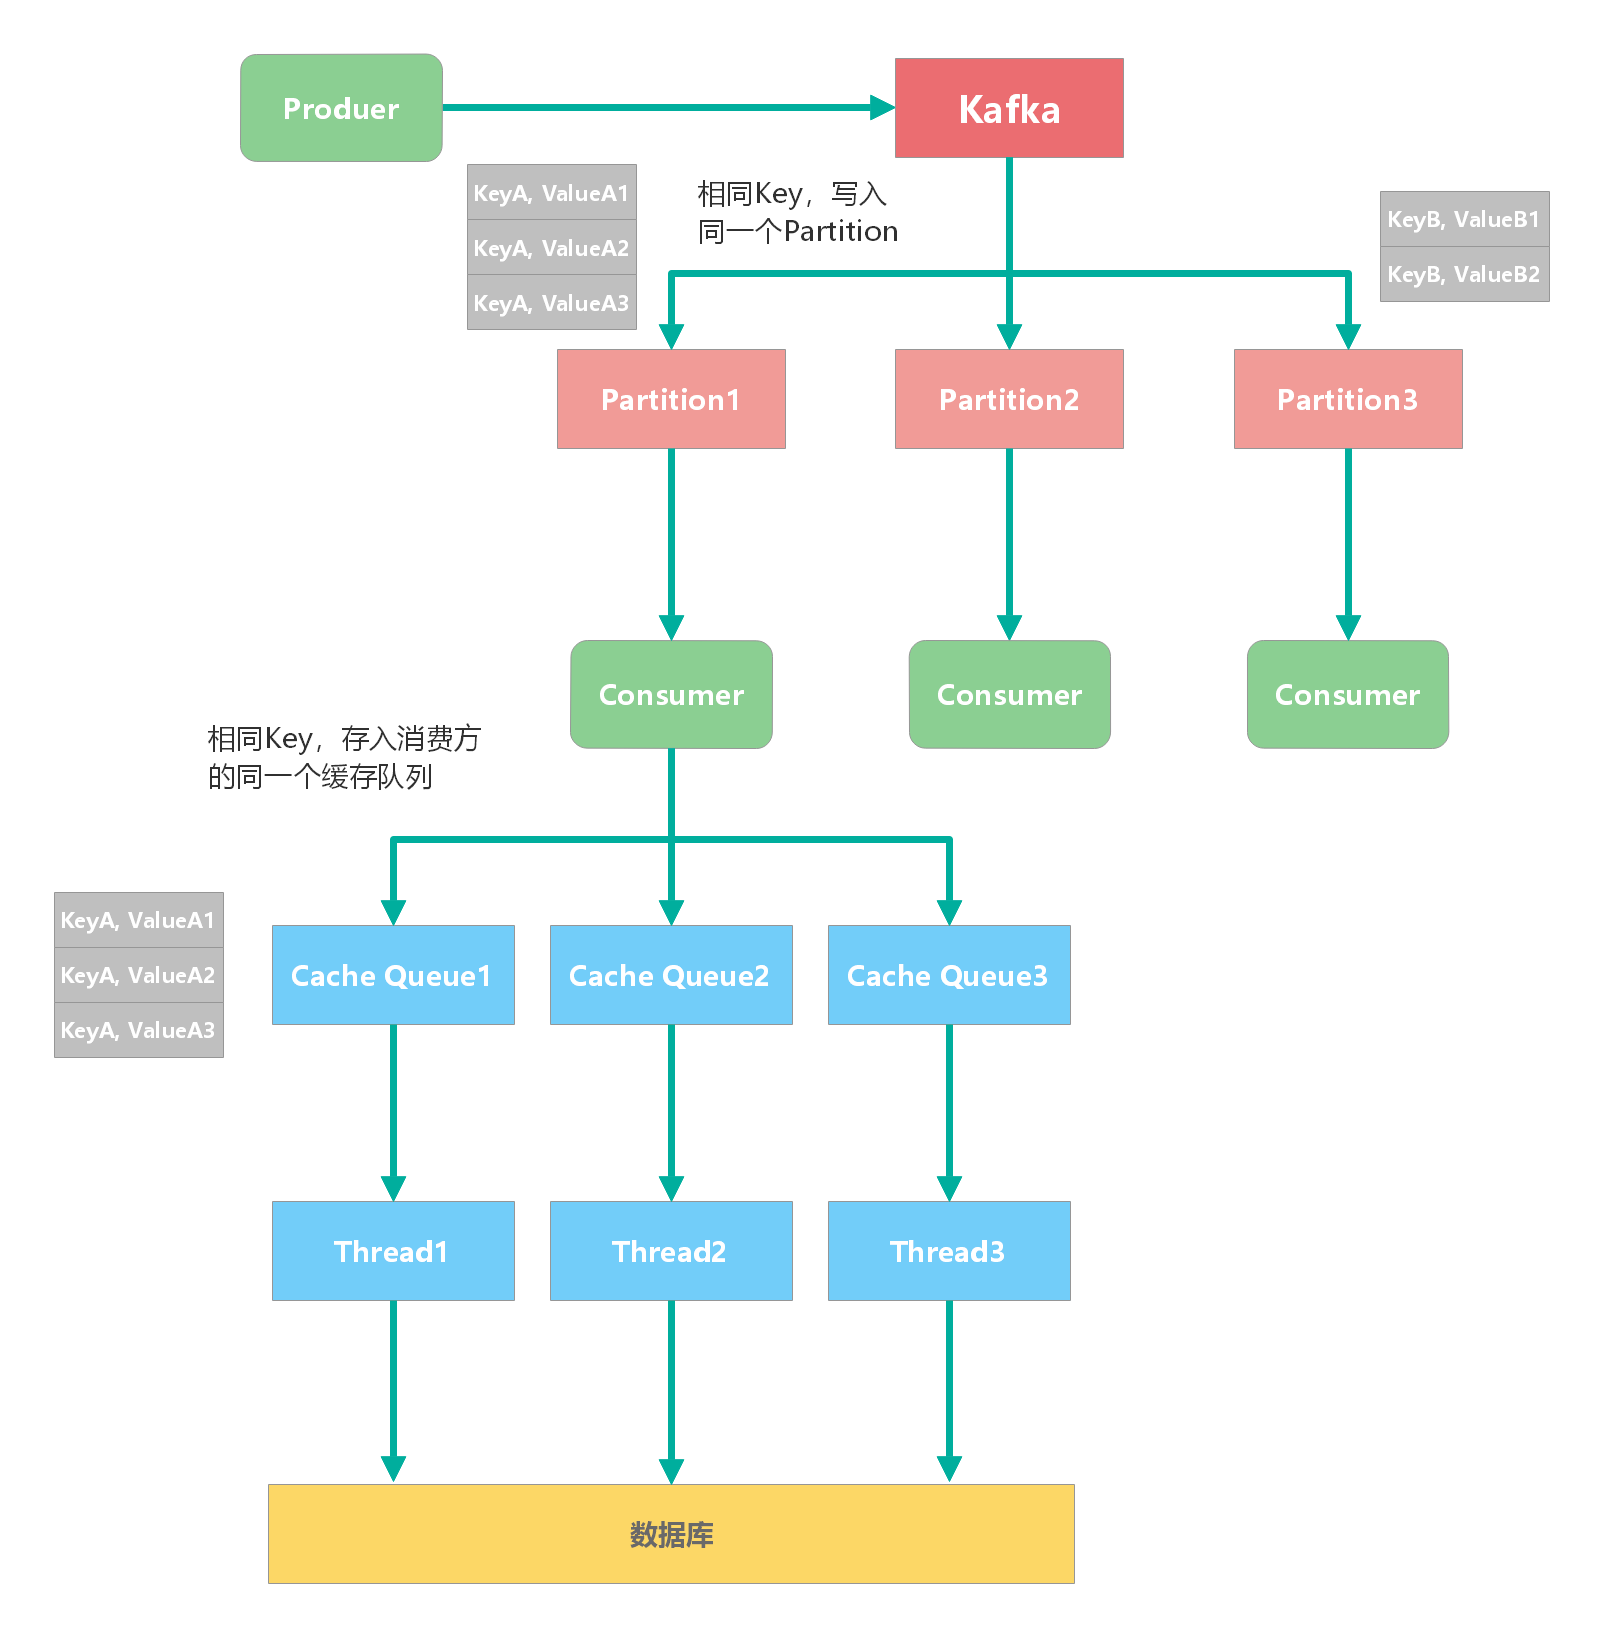 Produer
Kafka
KeyA, ValueA1
KeyA, ValueA2
KeyA, ValueA3
相同Key，写入
同一个Partition
KeyB, ValueB1
KeyB, ValueB2
Partition1
Partition2
Partition3
Consumer
Consumer
Consumer
相同Key，存入消费方
的同一个缓存队列
KeyA, ValueA1
KeyA, ValueA2
KeyA, ValueA3
Cache Queue1
Cache Queue2
Cache Queue3
Thread1
Thread2
Thread3
数据库